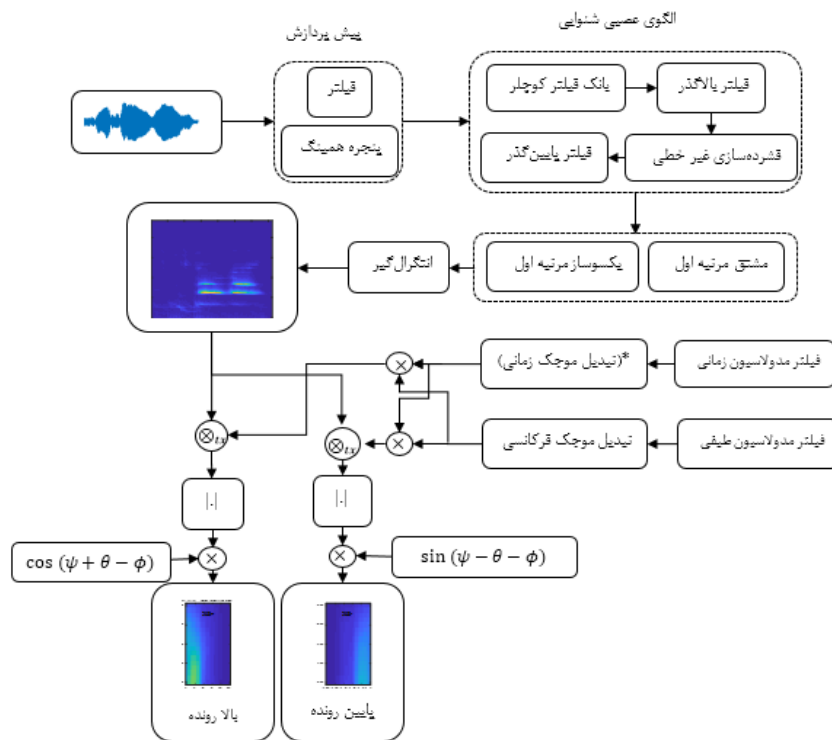 الگوی عصبی شنوایی
پیش پردازش
فیلتر
پنجره همینگ
بانک فیلتر کوچلر
فیلتر بالاگذر
فیلتر پایین‌گذر
فشرده‌سازی غیر خطی
انتگرال‌گیر
یکسوساز مرتبه اول
مشتق مرتبه اول
*(تبدیل موجک زمانی)
فیلتر مدولاسیون زمانی
تبدیل موجک فرکانسی
فیلتر مدولاسیون طیفی
×
×
⊗tx
⊗tx
|.|
|.|
cos (ψ + θ − ϕ)
×
×
sin (ψ − θ − ϕ)
بالا رونده
پایین رونده